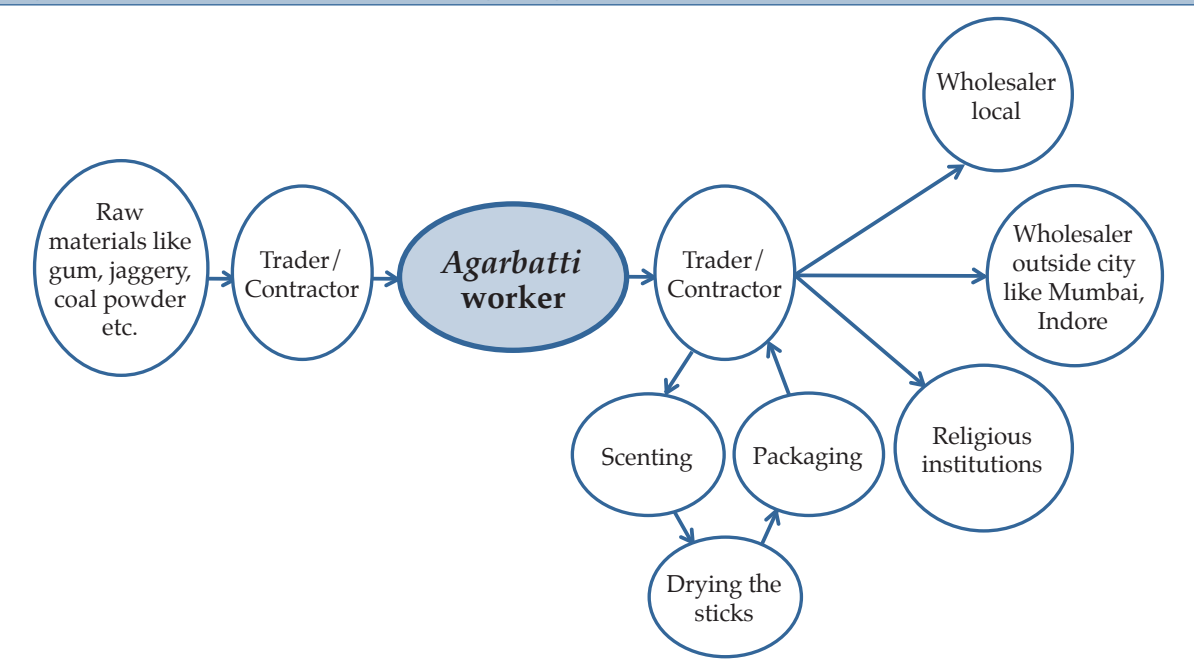 Raw
materials like
gum, jaggery,
coal powder
etc.
Trader/
Contractor
Agarbatti
worker
Trader/
Contractor
Wholesaler
local
Wholesaler
outside city
like Mumbai,
Indore
Religious
institutions
Scenting
Packaging
Drying the
sticks